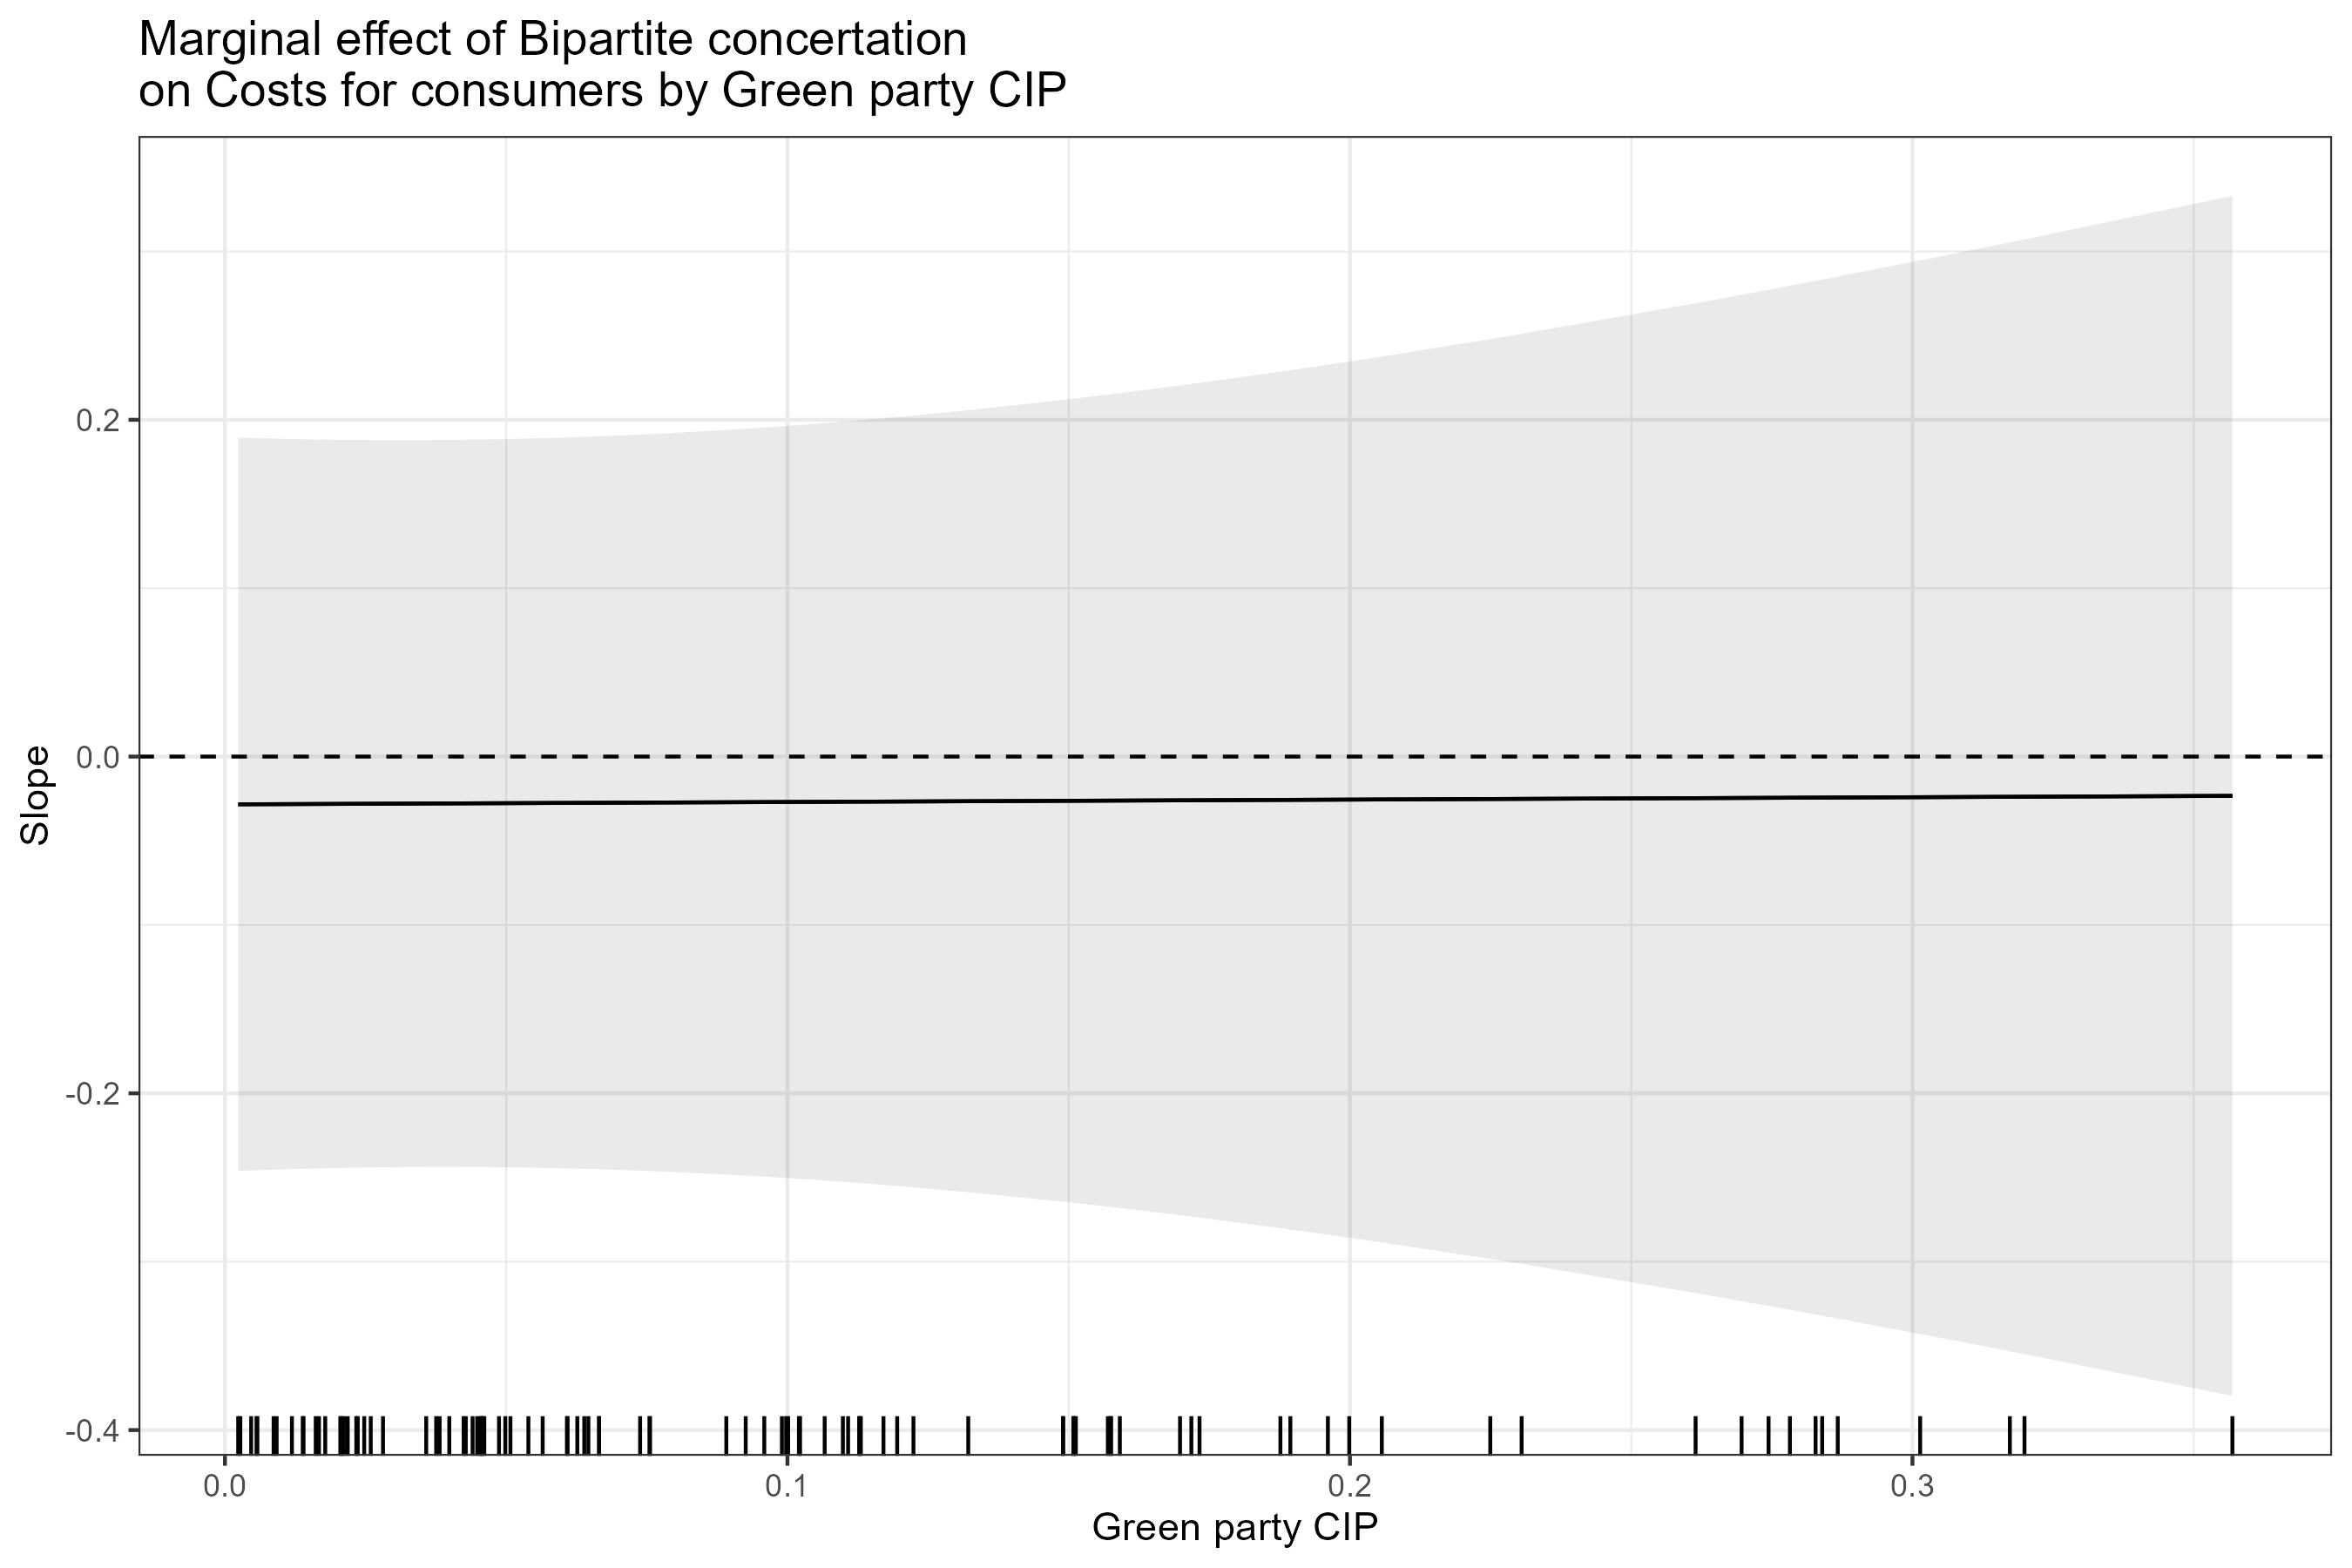 Marginal effect of Bipartite concertation
on Costs for consumers by Green party CIP
Slope
0.2
0.0
-0.2
-0.4
0.0
0.1
0.2
0.3
Green party CIP